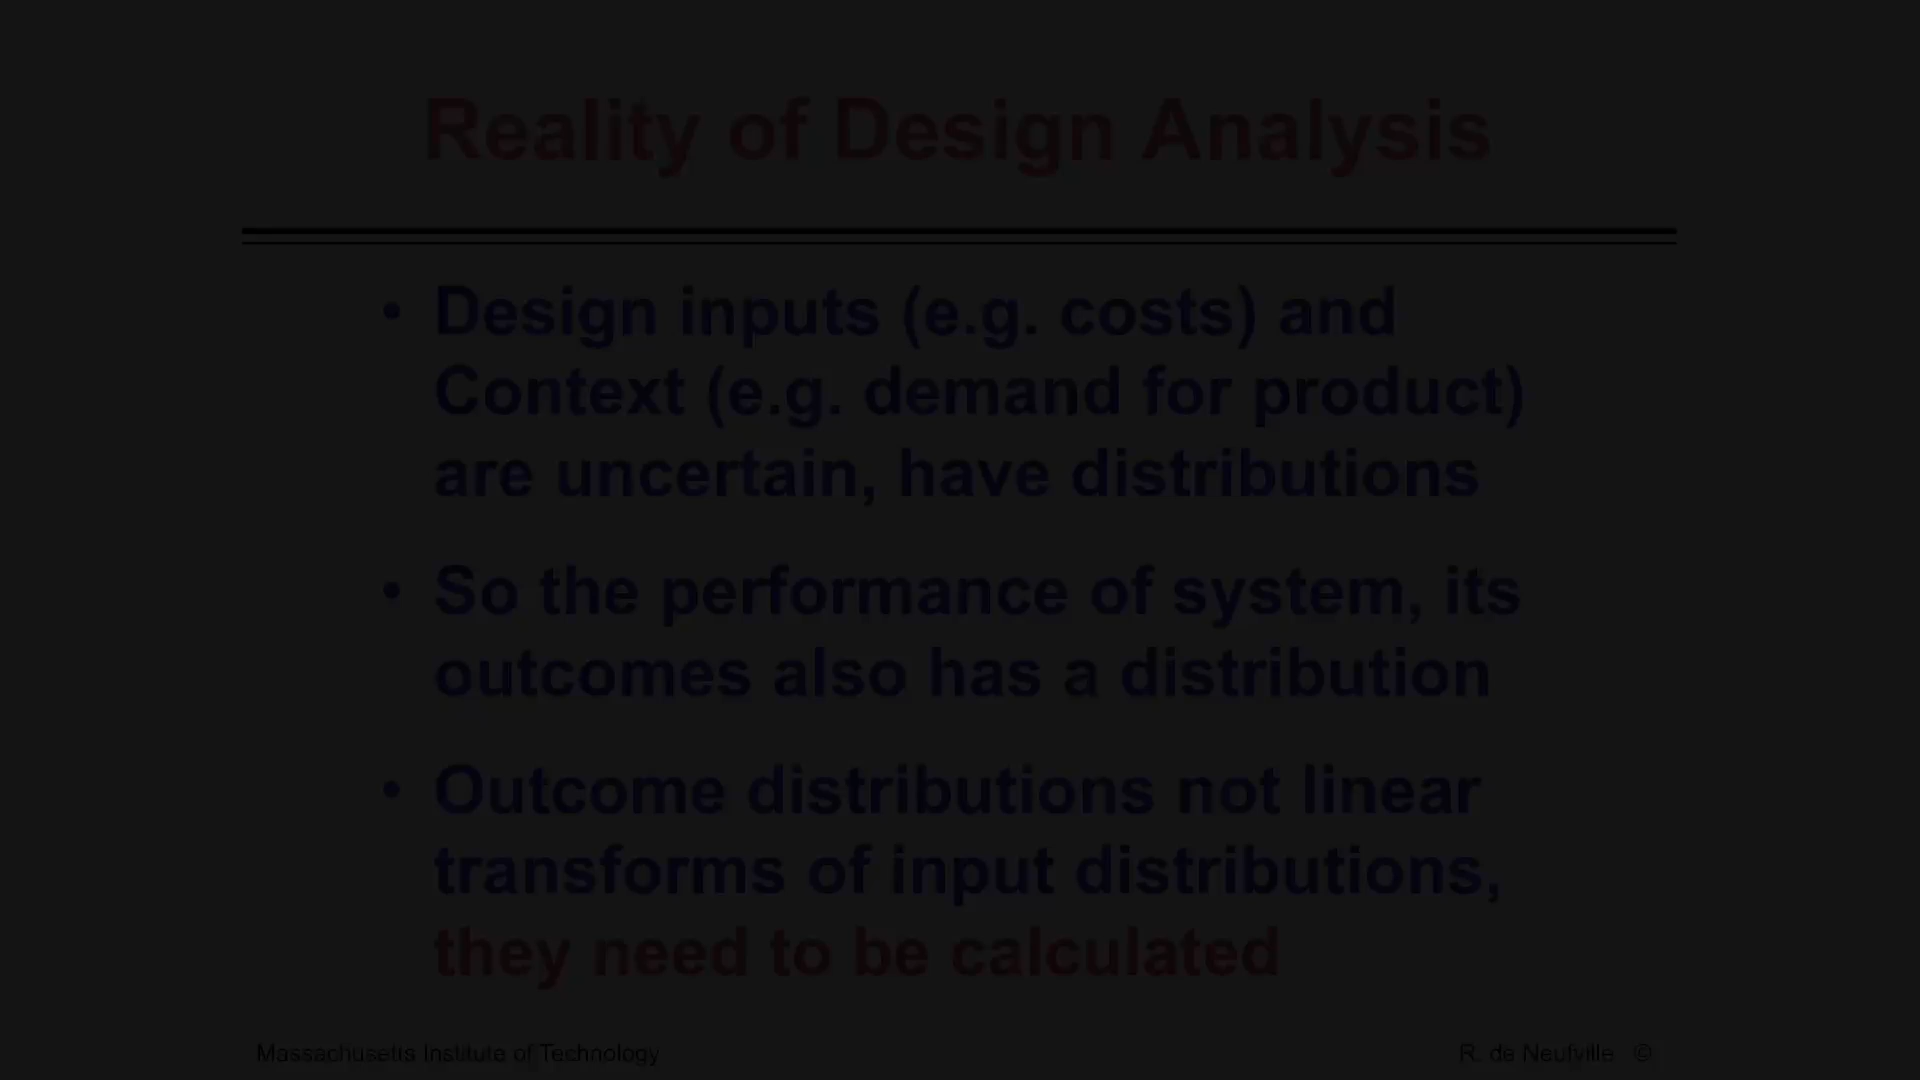 Reality of Design Analysis
• Design inputs (e.g. costs) and
Context (e.g. demand for product)
are uncertain, have distributions
• So the performance of system, its
outcomes also has a distribution
• Outcome distributions not linear
transforms of input distributions,
they need to be calculated
Massachusetts Institute of Technology
R. de Neufville ©